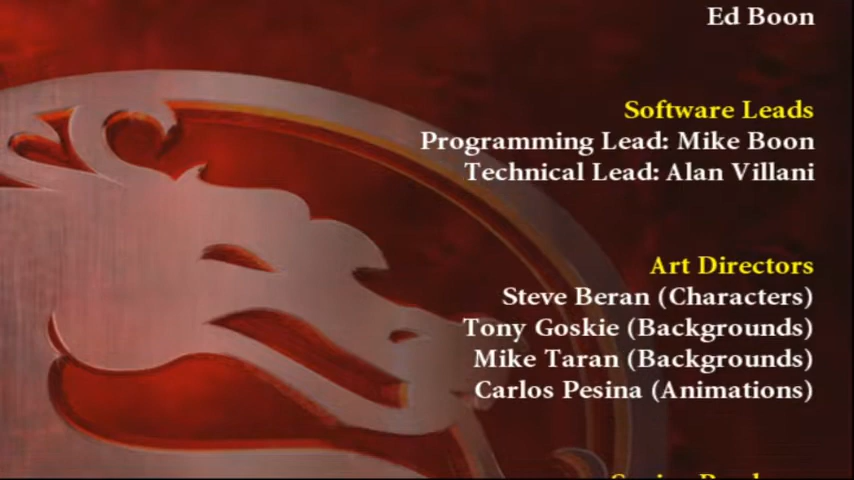 Ed Boon
Software Leads
Programming Lead: Mike Boon
Technical Lead: Alan Villani
Art Directors
Steve Beran (Characters)
Tony Goskie (Backgrounds)
Mike Taran (Backgrounds)
Carlos Pesina (Animations)